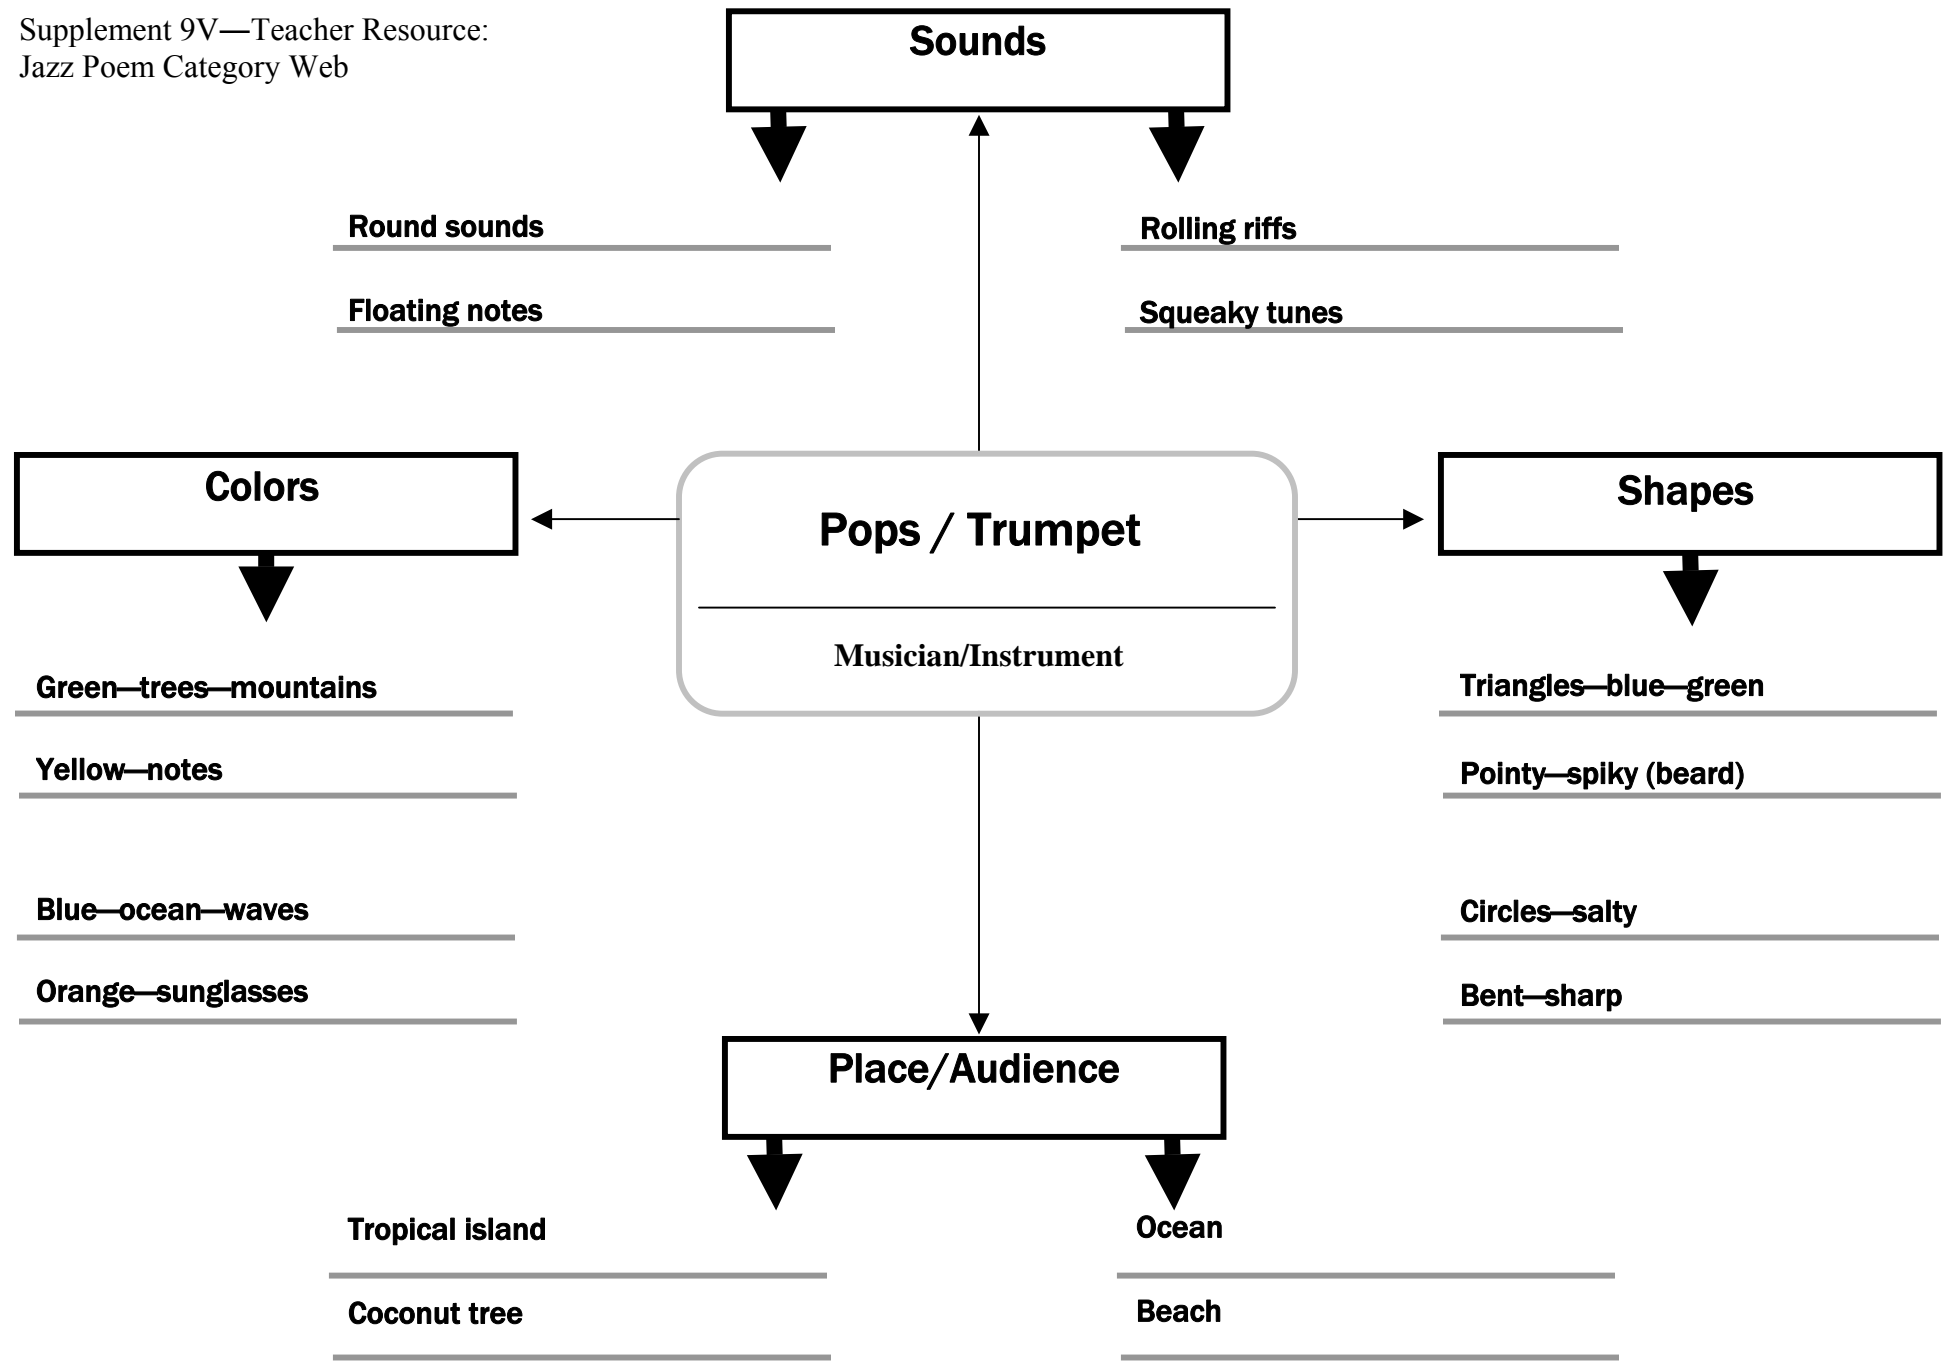 Supplement 9V—Teacher Resource:
Jazz Poem Category Web
Sounds
Round sounds
Rolling riffs
Floating notes
Squeaky tunes
Colors
Pops / Trumpet
Musician/Instrument
Shapes
Green—trees—mountains
Yellow—notes
Blue—ocean—waves
Orange—sunglasses
Triangles—blue—green
Pointy—spiky (beard)
Circles—salty
Bent—sharp
Place/Audience
Tropical island
Ocean
Coconut tree
Beach